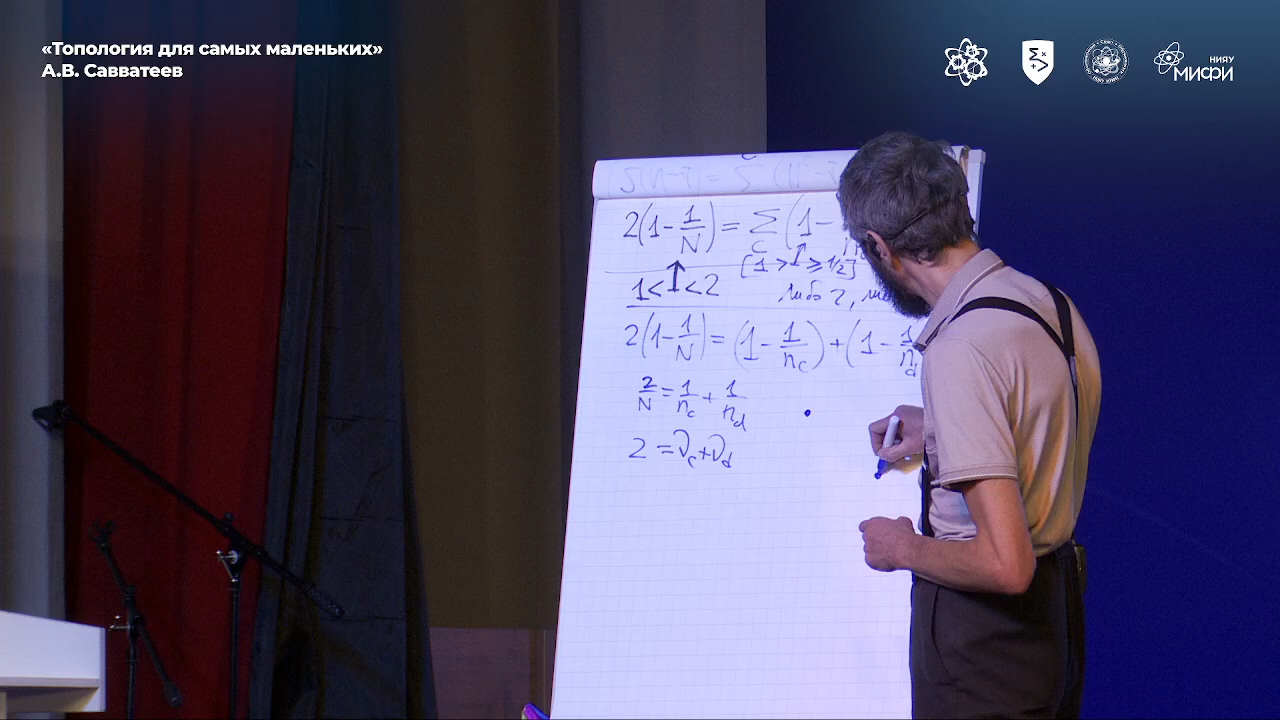 «Топология для самых маленьких»
А.В. Савватеев
НИЯУ
МИФИ
2(1-1/N)=Σ_C(1-
[1>↑≥1/2]
1<↑<2
либо 2,
2(1-1/N)=(1-1/n_c)+(1-1/n_d
2/N=1/n_c+1/n_d
2=ν_c+ν_d